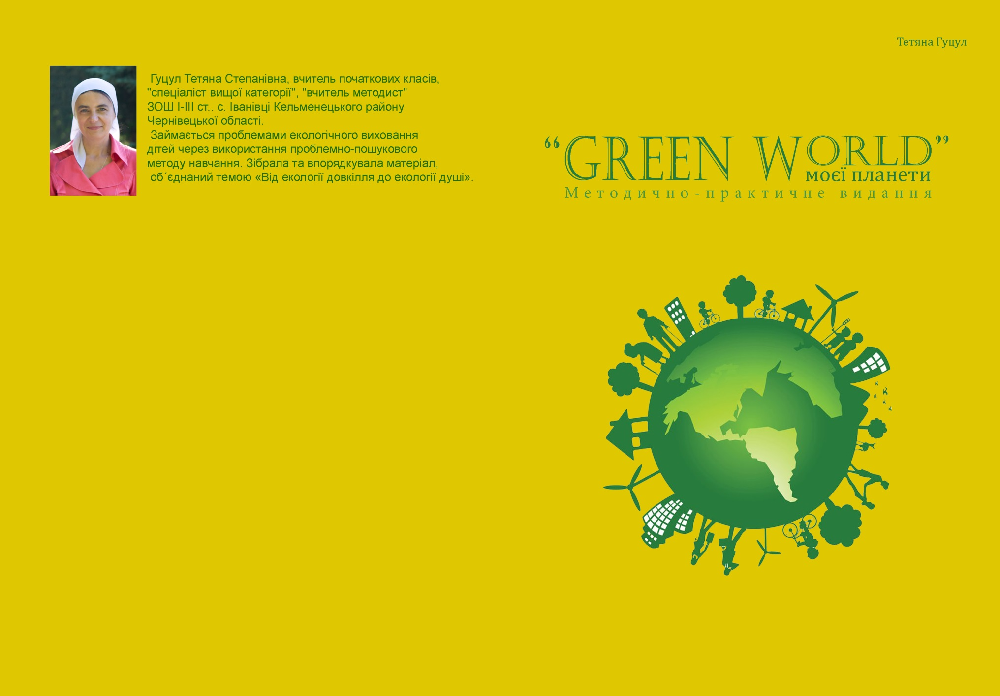 Гуцул Тетяна Степанівна, вчитель початкових класів,
"спеціаліст вищої категорії", "вчитель методист"
ЗОШ І-ІІІ ст.. с. Іванівці Кельменецького району
Чернівецької області.
Займається проблемами екологічного виховання
дітей через використання проблемно-пошукового
методу навчання. Зібрала та впорядкувала матеріал,
об´єднаний темою «Від екології довкілля до екології душі».
Тетяна Гуцул
“GREEN WORLD”
моєї планети
Методично-практичне видання